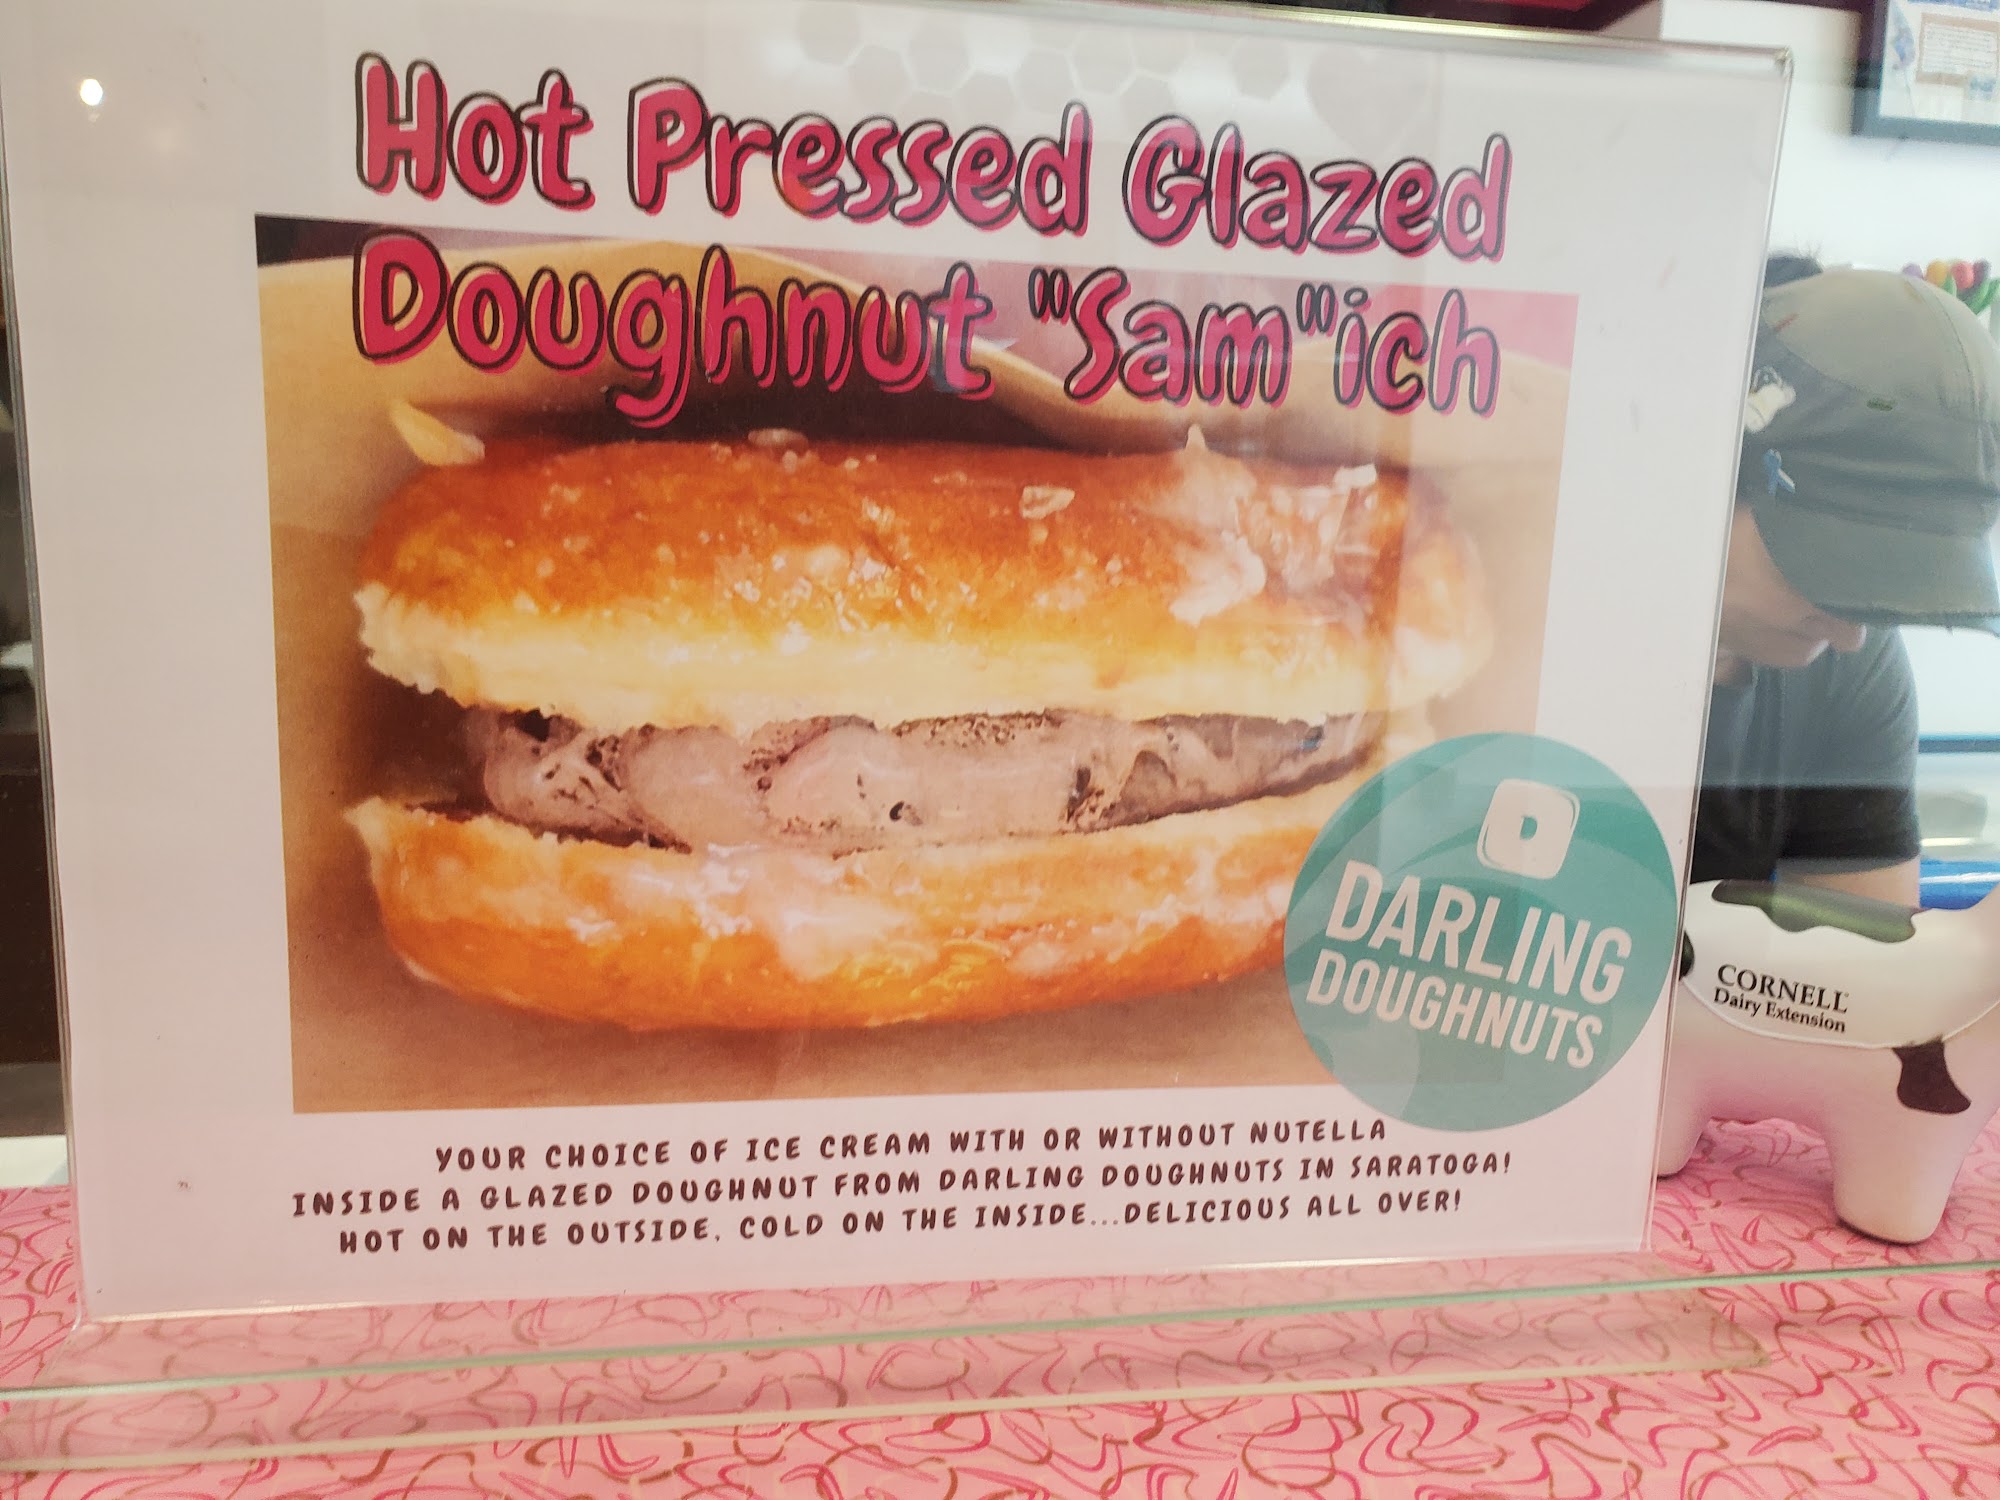 Hot Pressed Glazed
Doughnut "Sam"ich
D
DARLING
DOUGHNUTS
CORNELL
Dairy Extension
YOUR CHOICE OF ICE CREAM WITH OR WITHOUT NUTELLA
INSIDE A GLAZED DOUGHNUT FROM DARLING DOUGHNUTS IN SARATOGA!
HOT ON THE OUTSIDE, COLD ON THE INSIDE...DELICIOUS ALL OVER!